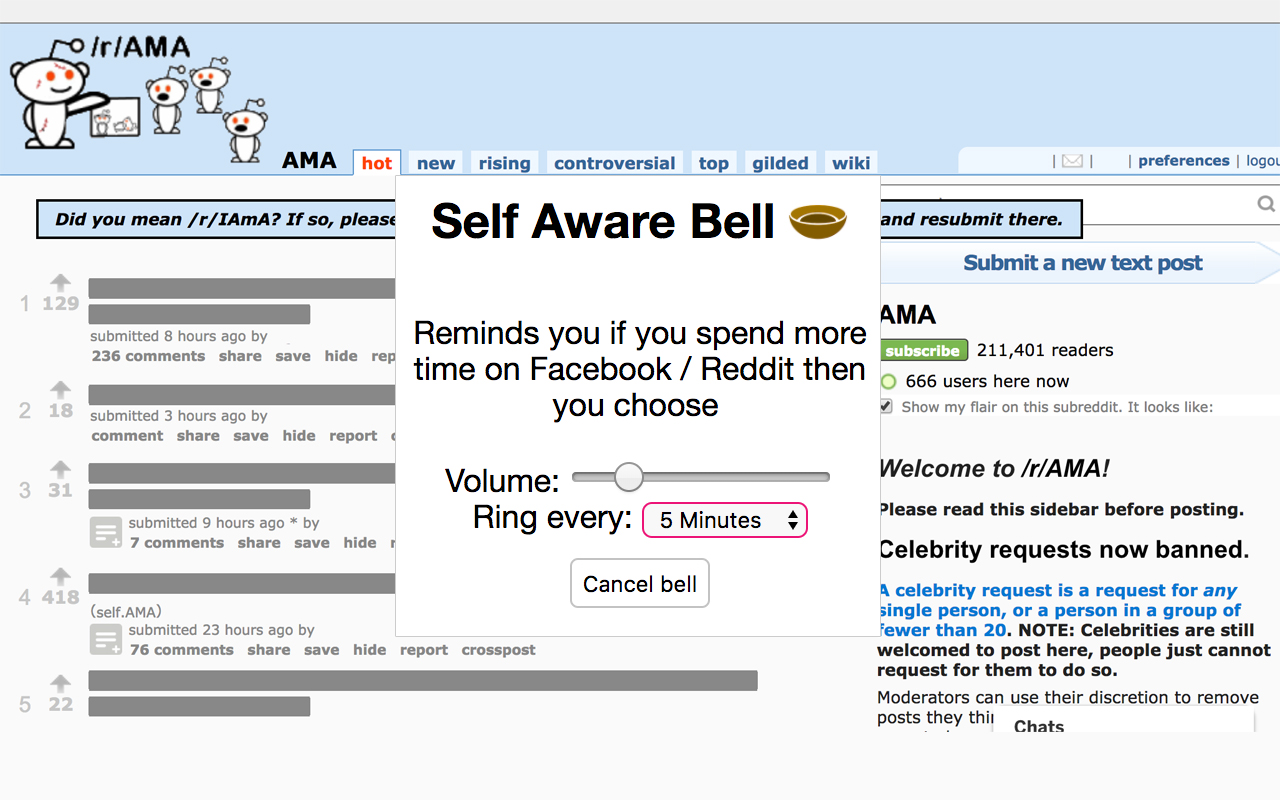 /r/AMA
AMA hot new rising controversial top gilded wiki
| | | preferences | logou
Did you mean /r/IAmA? If so, please
and resubmit there.
Self Aware Bell
Reminds you if you spend more
time on Facebook / Reddit then
you choose
Volume:
Ring every: 5 Minutes
Cancel bell
1 129
submitted 8 hours ago by
236 comments share save hide rep
2 18
submitted 3 hours ago by
comment share save hide report
3 31
submitted 9 hours ago * by
7 comments share save hide
4 418
(self.AMA)
submitted 23 hours ago by
76 comments share save hide report crosspost
5 22
Submit a new text post
AMA
subscribe 211,401 readers
666 users here now
Show my flair on this subreddit. It looks like:
Welcome to /r/AMA!
Please read this sidebar before posting.
Celebrity requests now banned.
A celebrity request is a request for any
single person, or a person in a group of
fewer than 20. NOTE: Celebrities are still
welcomed to post here, people just cannot
request for them to do so.
Moderators can use their discretion to remove
posts they thin
Chats